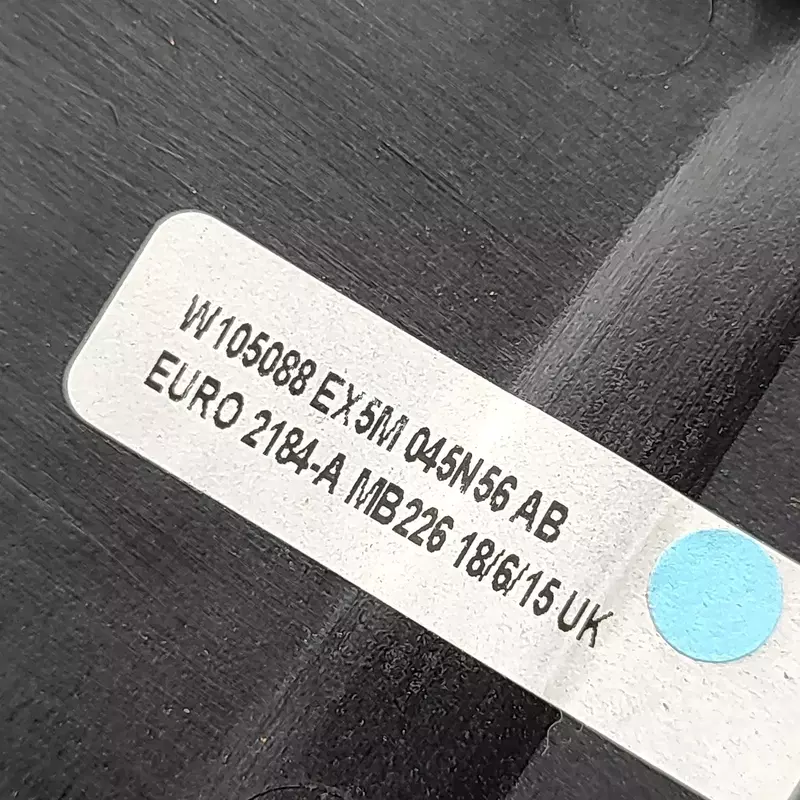 W105088 EX5M 045N56 AB
EURO 2184-A MB226 18/6/15 UK